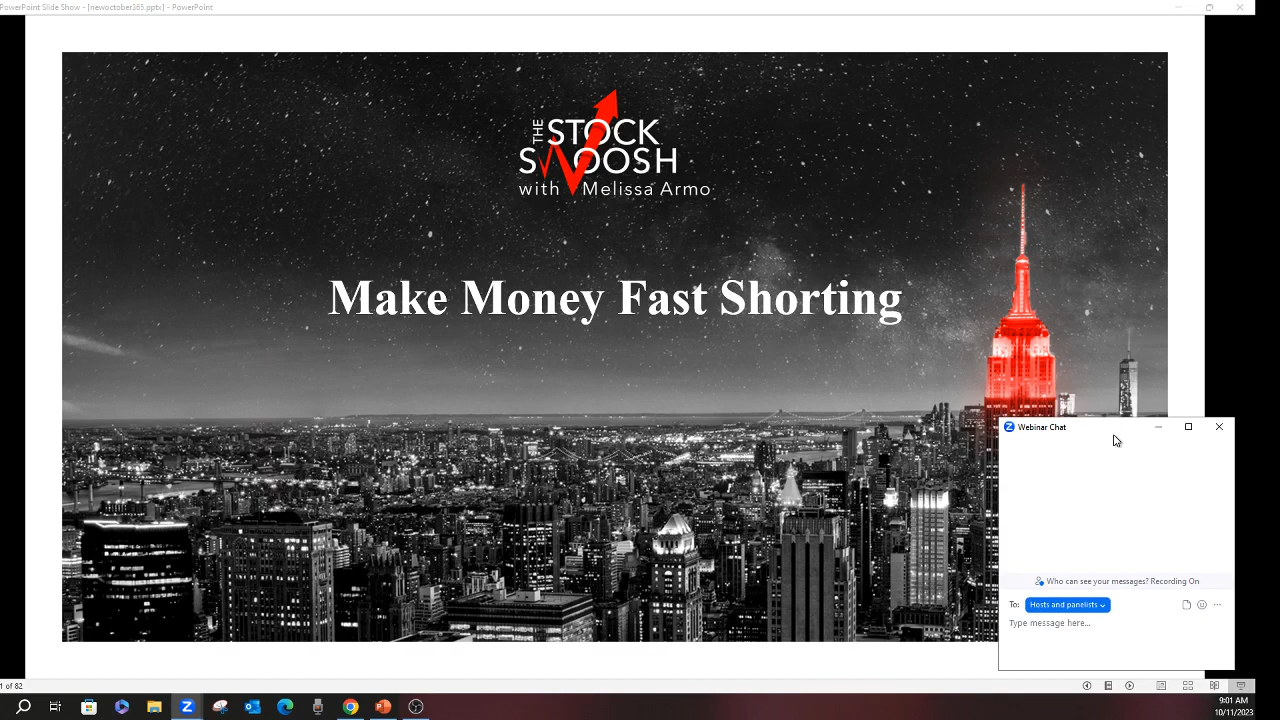 PowerPoint Slide Show - [newoctober365.pptx] - PowerPoint
THE STOCK
SWOOSH
with Melissa Armo
Make Money Fast Shorting
Webinar Chat
Who can see your messages? Recording On
To: Hosts and panelists
Type message here...
1 of 82
9:01 AM
10/11/2023